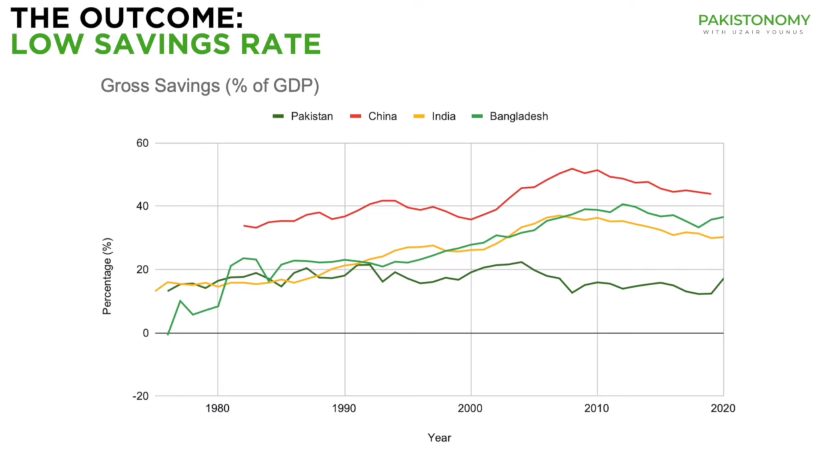 THE OUTCOME:
LOW SAVINGS RATE
PAKISTONOMY
WITH UZAIR YOUNUS
Gross Savings (% of GDP)
Pakistan China India Bangladesh
60
40
20
0
-20
Percentage (%)
1980 1990 2000 2010 2020
Year